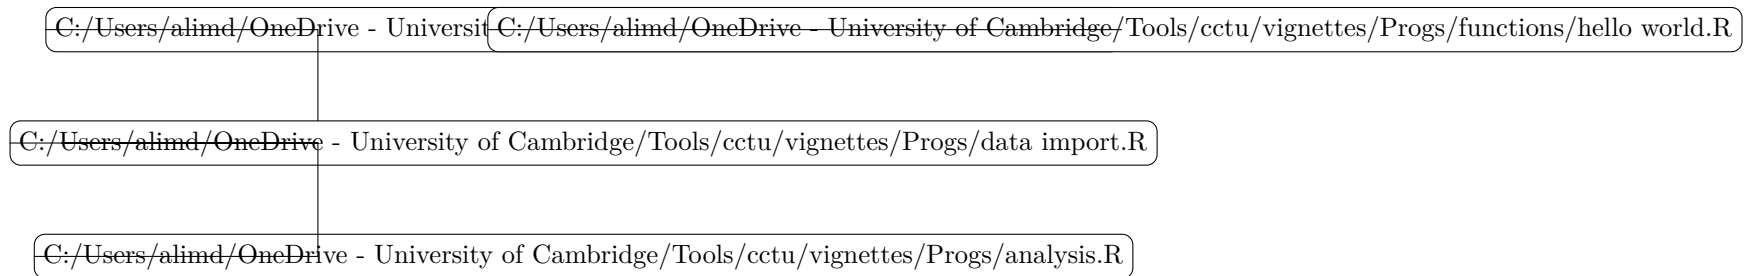 C:/Users/alimd/OneDrive - Universit C:/Users/alimd/OneDrive - University of Cambridge/Tools/cctu/vignettes/Progs/functions/hello world.R
C:/Users/alimd/OneDrive - University of Cambridge/Tools/cctu/vignettes/Progs/data import.R
C:/Users/alimd/OneDrive - University of Cambridge/Tools/cctu/vignettes/Progs/analysis.R